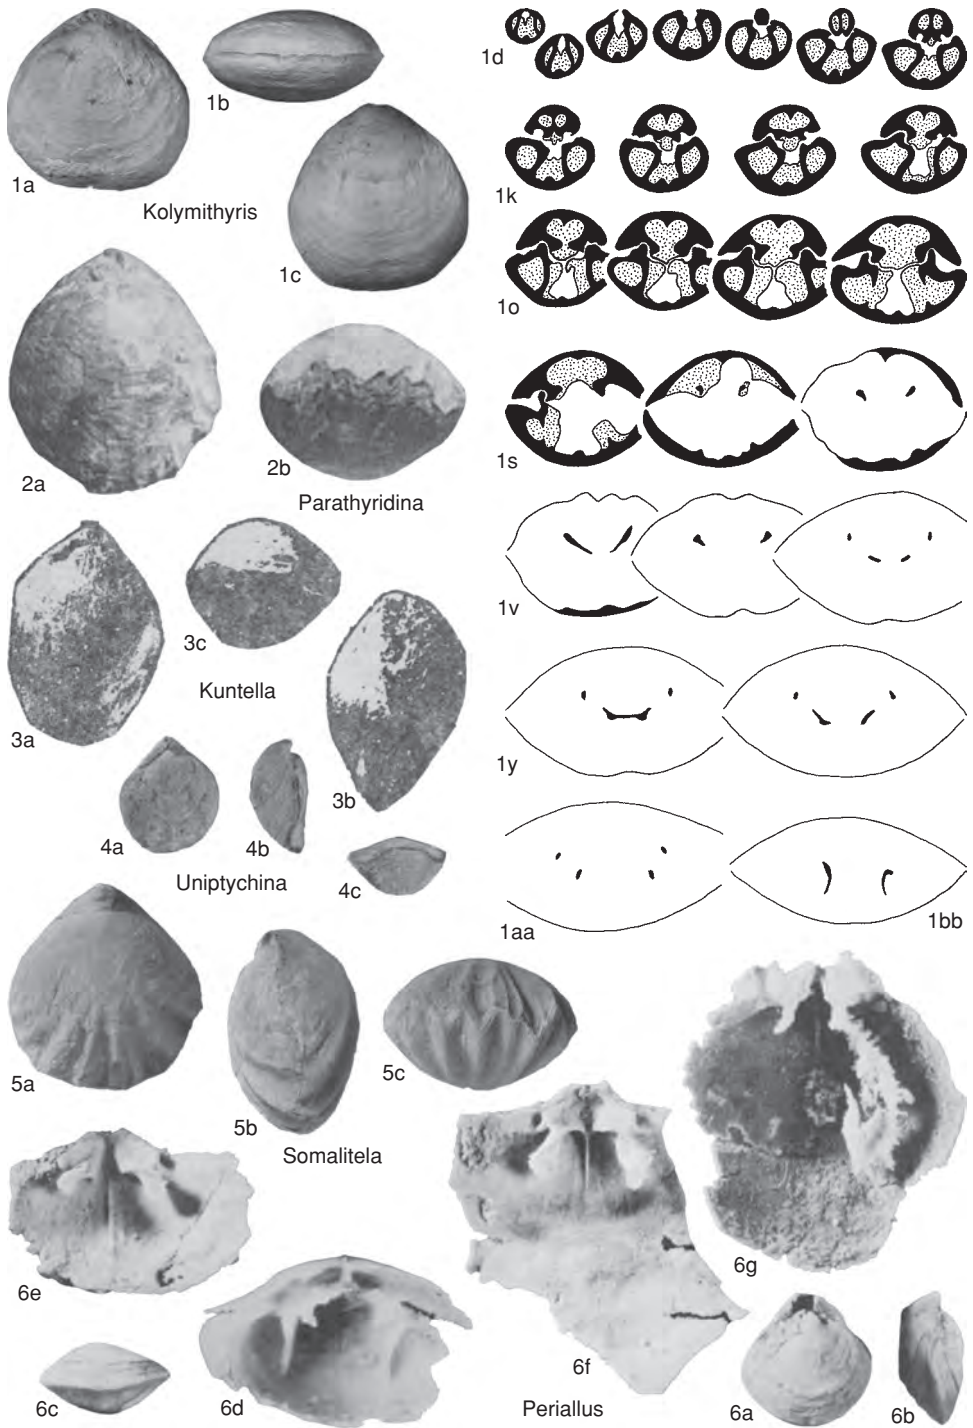 1a
1b
1c
Kolymithyris
2a
2b
Parathyridina
3a
3c
3b
Kuntella
4a
4b
4c
Uniptychina
5a
5b
5c
Somalitela
6e
6c
6d
6f
6g
6a
6b
Periallus
1d
1k
1o
1s
1v
1y
1aa
1bb